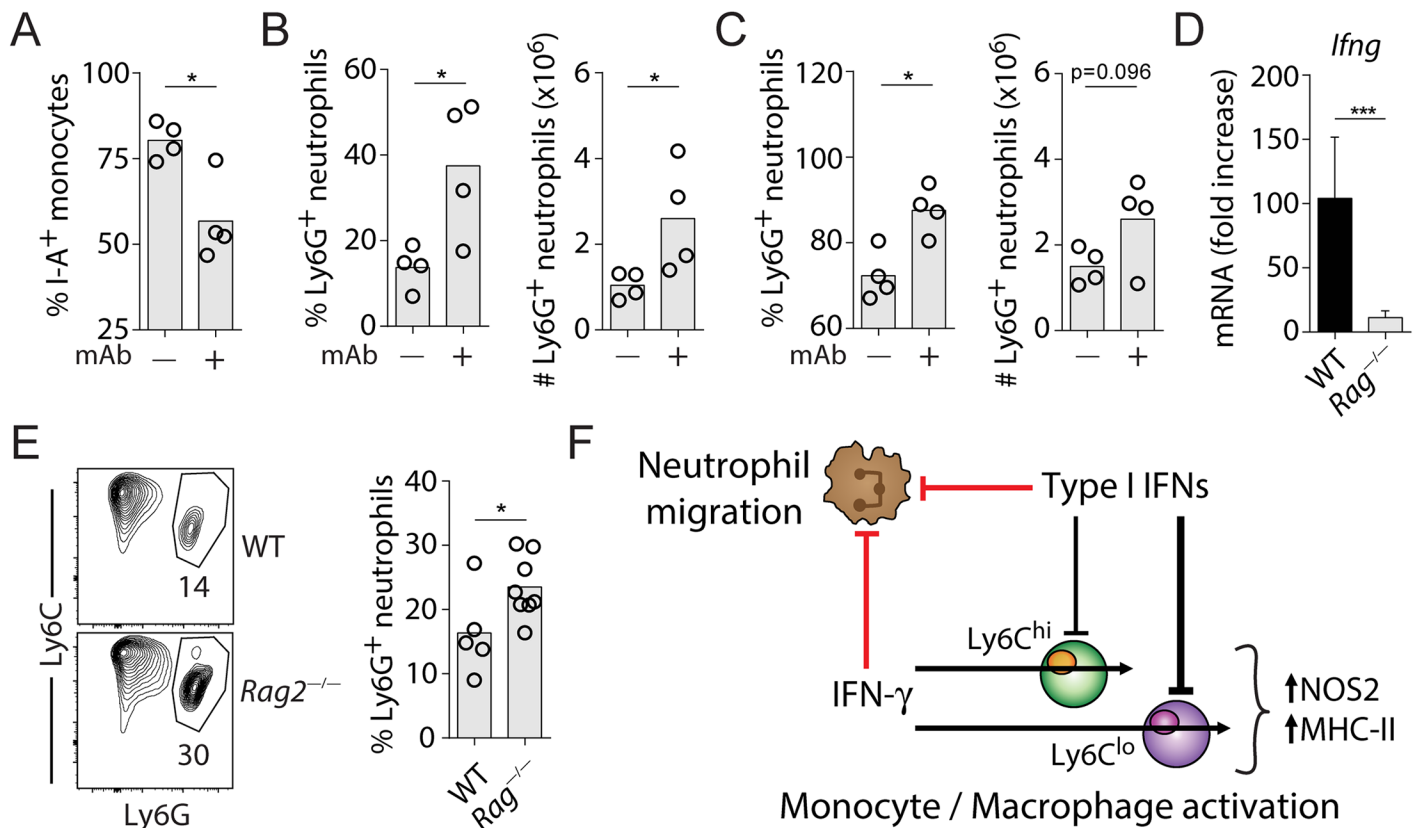 A
% I-A+ monocytes
100
75
50
25
*
mAb — +
B
% Ly6G+ neutrophils
60
40
20
0
*
— +
# Ly6G+ neutrophils (x10^6)
6
4
2
0
*
— +
C
% Ly6G+ neutrophils
120
100
80
60
*
mAb — +
# Ly6G+ neutrophils (x10^6)
6
4
2
0
p=0.096
— +
D
Ifng
mRNA (fold increase)
200
150
100
50
0
***
WT
Rag−/−
E
Ly6C
14
WT
30
Rag2−/−
Ly6G
% Ly6G+ neutrophils
40
30
20
10
0
*
WT
Rag−/−
F
Neutrophil
migration
Type I IFNs
Ly6Chi
IFN-γ
Ly6Clo
NOS2
MHC-II
Monocyte / Macrophage activation